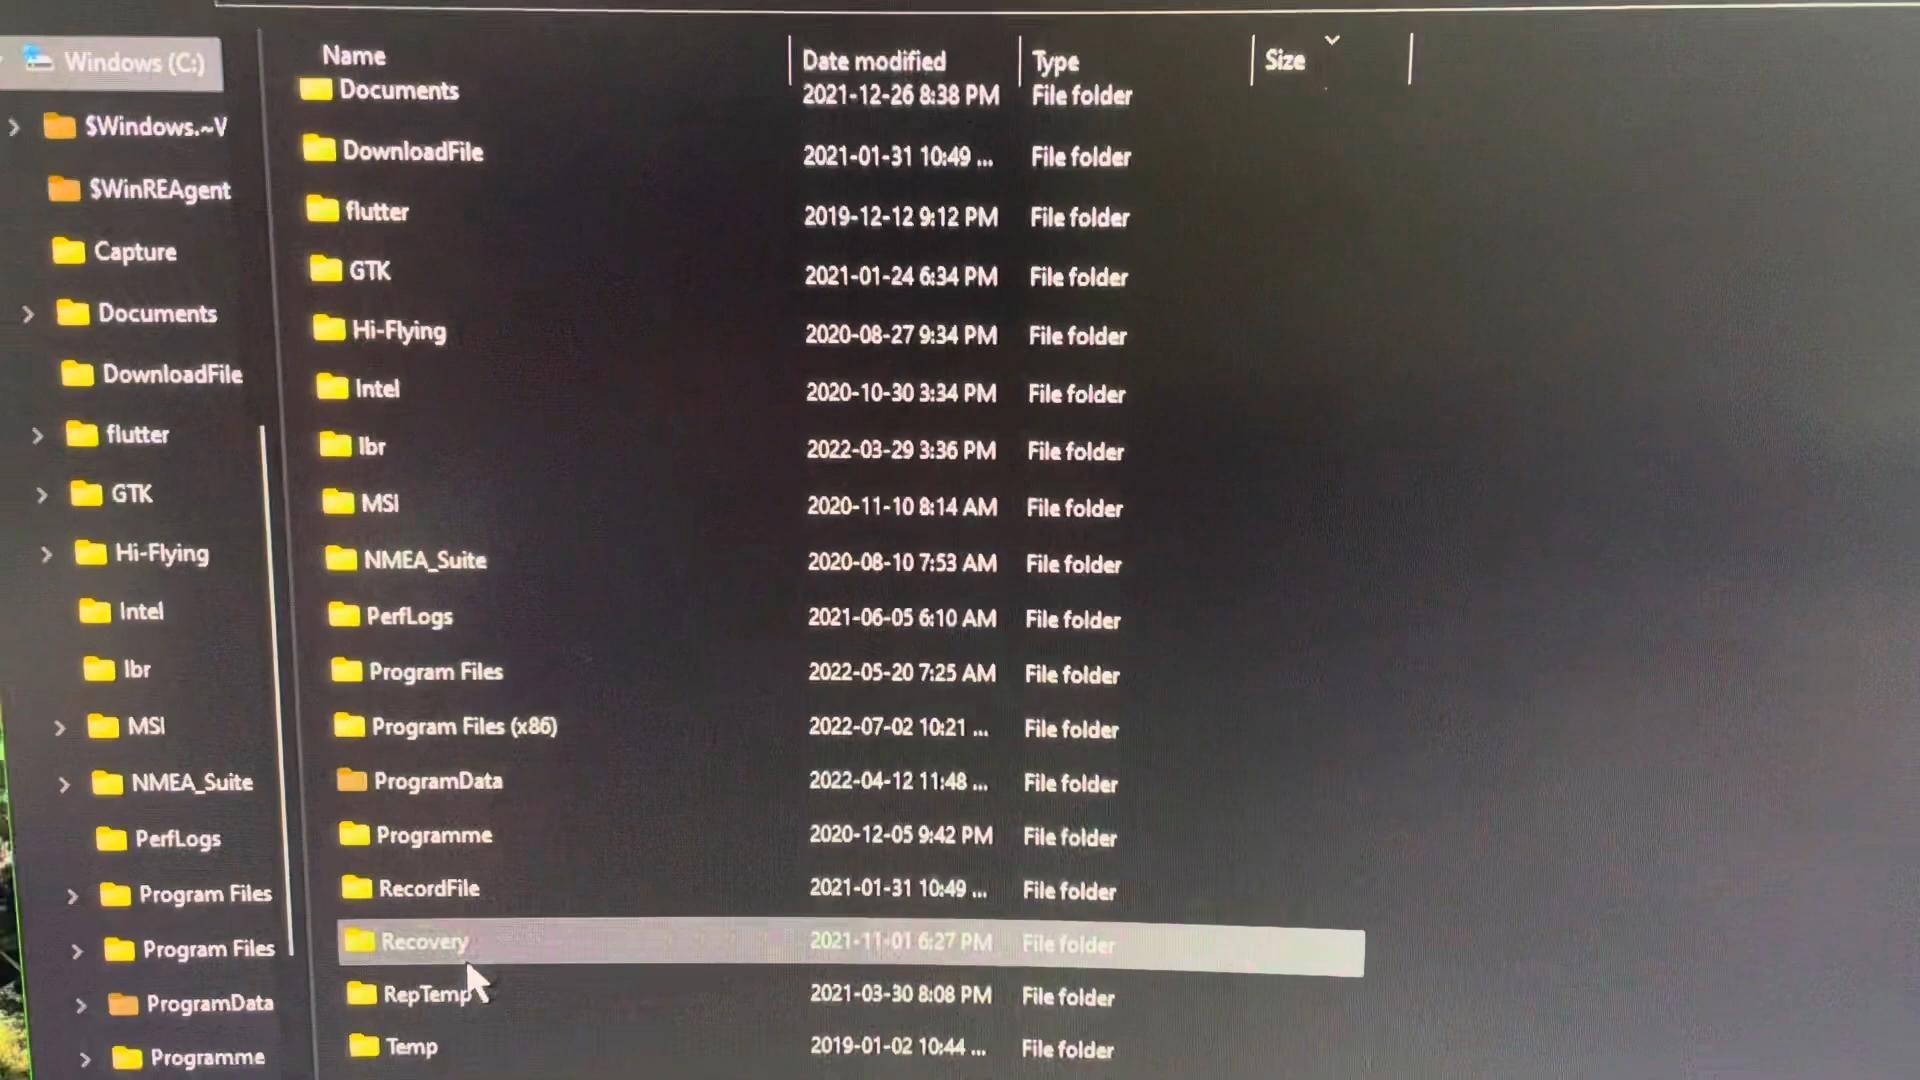 Windows (C:)
$Windows.~V
$WinREAgent
Capture
Documents
DownloadFile
flutter
GTK
Hi-Flying
Intel
lbr
MSI
NMEA_Suite
PerfLogs
Program Files
Program Files
ProgramData
Programme
Name Date modified Type Size
Documents 2021-12-26 8:38 PM File folder
DownloadFile 2021-01-31 10:49 ... File folder
flutter 2019-12-12 9:12 PM File folder
GTK 2021-01-24 6:34 PM File folder
Hi-Flying 2020-08-27 9:34 PM File folder
Intel 2020-10-30 3:34 PM File folder
lbr 2022-03-29 3:36 PM File folder
MSI 2020-11-10 8:14 AM File folder
NMEA_Suite 2020-08-10 7:53 AM File folder
PerfLogs 2021-06-05 6:10 AM File folder
Program Files 2022-05-20 7:25 AM File folder
Program Files (x86) 2022-07-02 10:21 ... File folder
ProgramData 2022-04-12 11:48 ... File folder
Programme 2020-12-05 9:42 PM File folder
RecordFile 2021-01-31 10:49 ... File folder
Recovery 2021-11-01 6:27 PM File folder
RepTemp 2021-03-30 8:08 PM File folder
Temp 2019-01-02 10:44 ... File folder